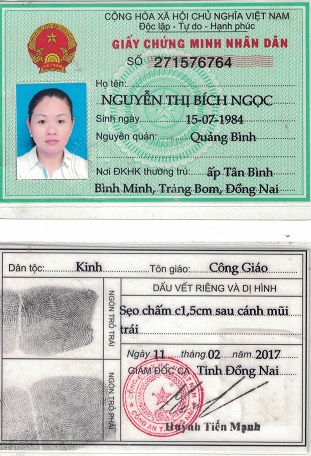 CỘNG HÒA XÃ HỘI CHỦ NGHĨA VIỆT NAM
Độc lập - Tự do - Hạnh phúc
GIẤY CHỨNG MINH NHÂN DÂN
SỐ 271576764
Họ tên:
NGUYỄN THỊ BÍCH NGỌC
Sinh ngày 15-07-1984
Nguyên quán: Quảng Bình
Nơi ĐKHK thường trú: ấp Tân Bình
Bình Minh, Trảng Bom, Đồng Nai
Dân tộc: Kinh Tôn giáo: Công Giáo
NGÓN TRỎ TRÁI
NGÓN TRỎ PHẢI
DẤU VẾT RIÊNG VÀ DỊ HÌNH
Sẹo chấm c1,5cm sau cánh mũi
trái
Ngày 11 tháng 02 năm 2017
GIÁM ĐỐC CA Tỉnh Đồng Nai
Huỳnh Tiến Mạnh